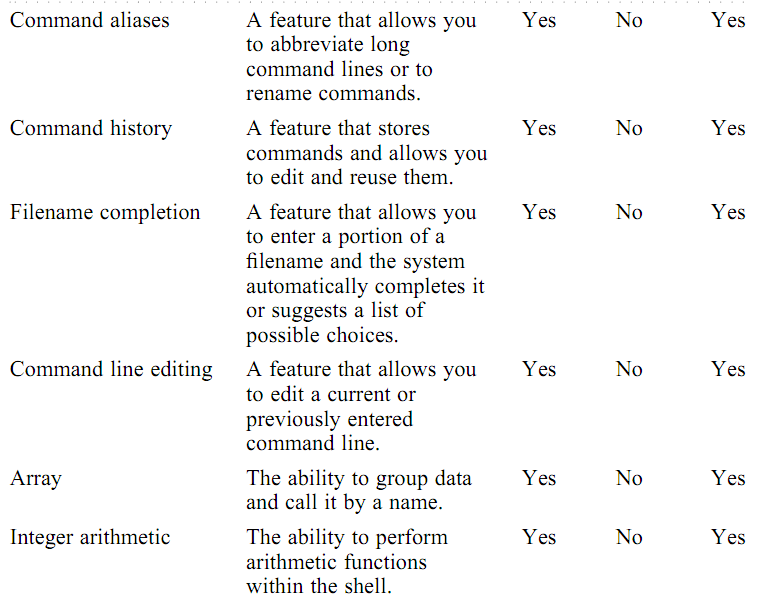 Command aliases A feature that allows you Yes No Yes
to abbreviate long
command lines or to
rename commands.
Command history A feature that stores Yes No Yes
commands and allows you
to edit and reuse them.
Filename completion A feature that allows you Yes No Yes
to enter a portion of a
filename and the system
automatically completes it
or suggests a list of
possible choices.
Command line editing A feature that allows you Yes No Yes
to edit a current or
previously entered
command line.
Array The ability to group data Yes No Yes
and call it by a name.
Integer arithmetic The ability to perform Yes No Yes
arithmetic functions
within the shell.